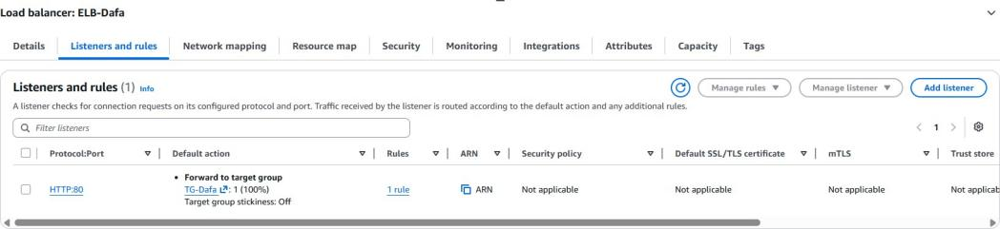 Load balancer: ELB-Dafa
Details Listeners and rules Network mapping Resource map Security Monitoring Integrations Attributes Capacity Tags
Listeners and rules (1) Info
Manage rules Manage listener Add listener
A listener checks for connection requests on its configured protocol and port. Traffic received by the listener is routed according to the default action and any additional rules.
Filter listeners
1
Protocol:Port Default action Rules ARN Security policy Default SSL/TLS certificate mTLS Trust store
• Forward to target group
HTTP:80 TG-Dafa : 1 (100%) 1 rule ARN Not applicable Not applicable Not applicable Not applicab
Target group stickiness: Off